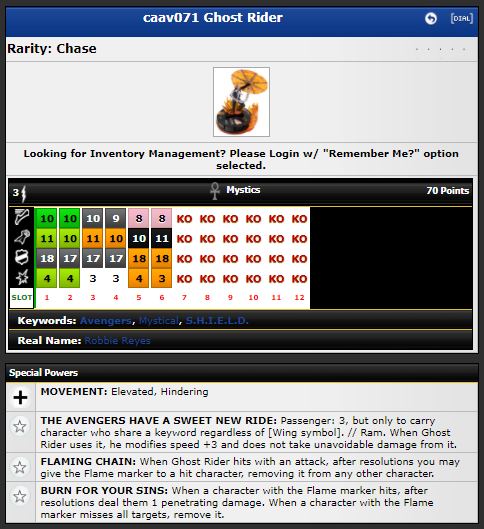 caav071 Ghost Rider
[DIAL]
Rarity: Chase
Looking for Inventory Management? Please Login w/ "Remember Me?" option
selected.
3 Mystics 70 Points
10 10 10 9 8 8 KO KO KO KO KO KO
11 10 11 10 10 11 KO KO KO KO KO KO
18 17 17 17 18 18 KO KO KO KO KO KO
4 4 3 3 4 3 KO KO KO KO KO KO
SLOT 1 2 3 4 5 6 7 8 9 10 11 12
Keywords: Avengers, Mystical, S.H.I.E.L.D.
Real Name: Robbie Reyes
Special Powers
MOVEMENT: Elevated, Hindering
THE AVENGERS HAVE A SWEET NEW RIDE: Passenger: 3, but only to carry
character who share a keyword regardless of [Wing symbol]. // Ram. When Ghost
Rider uses it, he modifies speed +3 and does not take unavoidable damage from it.
FLAMING CHAIN: When Ghost Rider hits with an attack, after resolutions you may
give the Flame marker to a hit character, removing it from any other character.
BURN FOR YOUR SINS: When a character with the Flame marker hits, after
resolutions deal them 1 penetrating damage. When a character with the Flame
marker misses all targets, remove it.